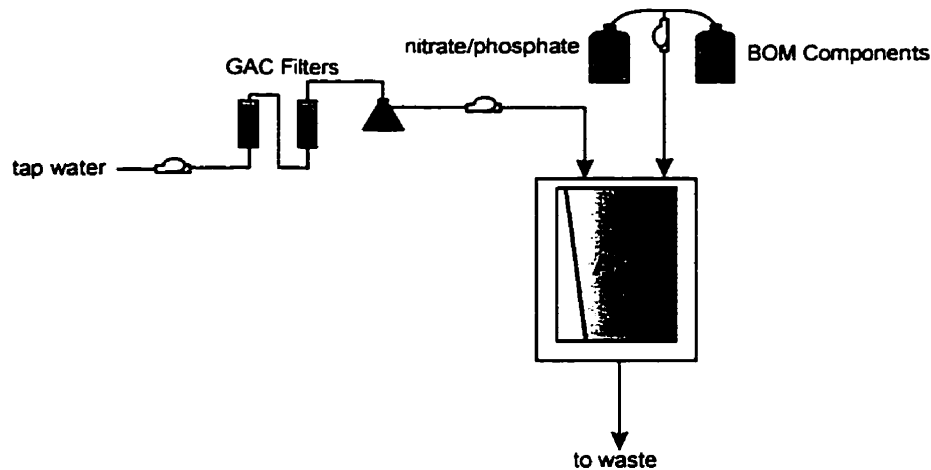 nitrate/phosphate
BOM Components
GAC Filters
tap water
to waste